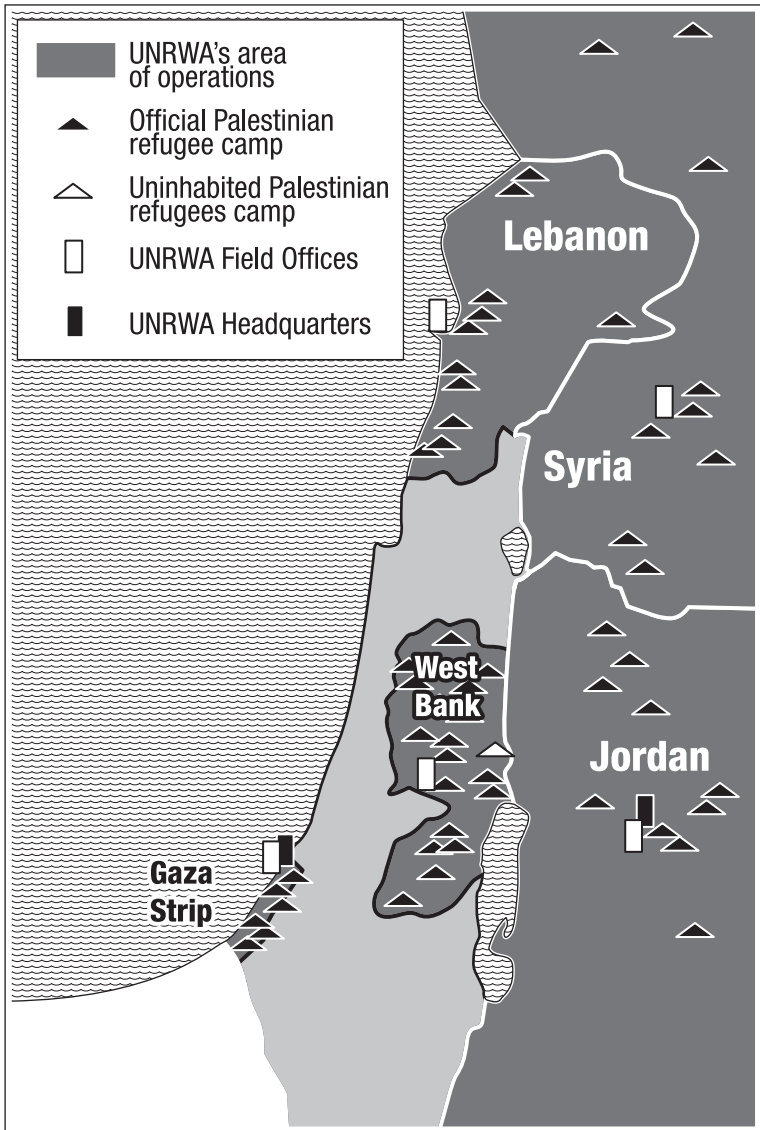 UNRWA's area
of operations
Official Palestinian
refugee camp
Uninhabited Palestinian
refugees camp
UNRWA Field Offices
UNRWA Headquarters
Lebanon
Syria
West
Bank
Jordan
Gaza
Strip